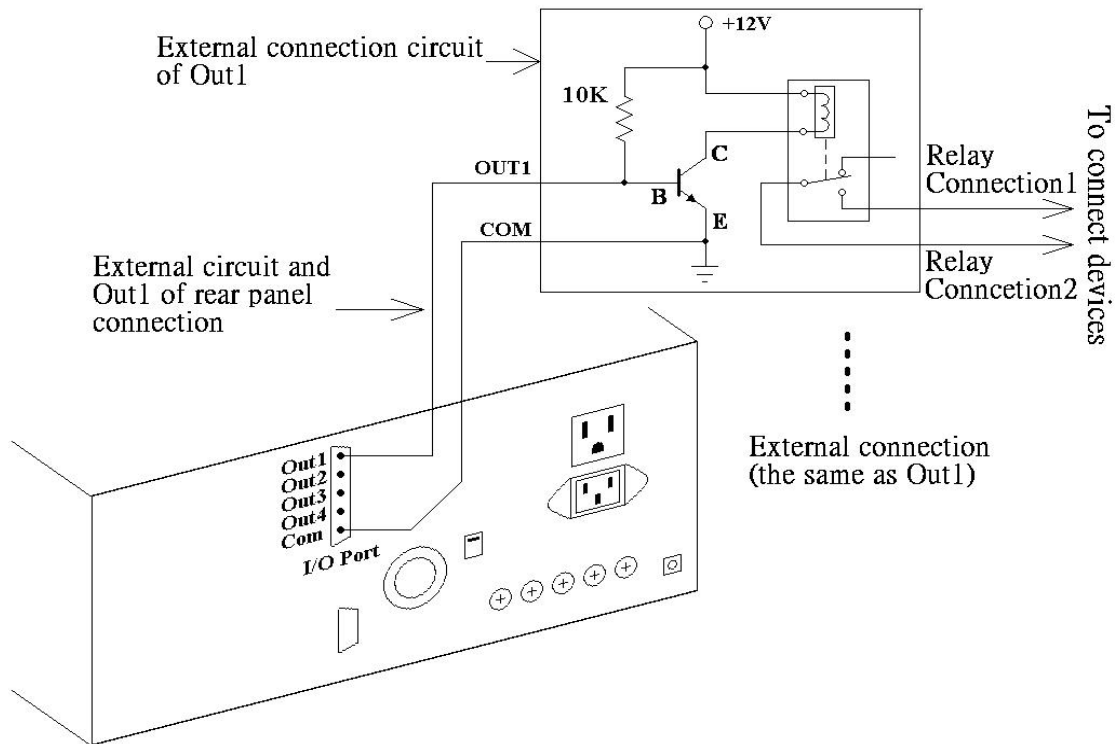 External connection circuit
of Out1
+12V
10K
C
OUT1
B
E
COM
Relay
Connection1
Relay
Conncetion2
To connect devices
External circuit and
Out1 of rear panel
connection
External connection
(the same as Out1)
Out1
Out2
Out3
Out4
Com
I/O Port